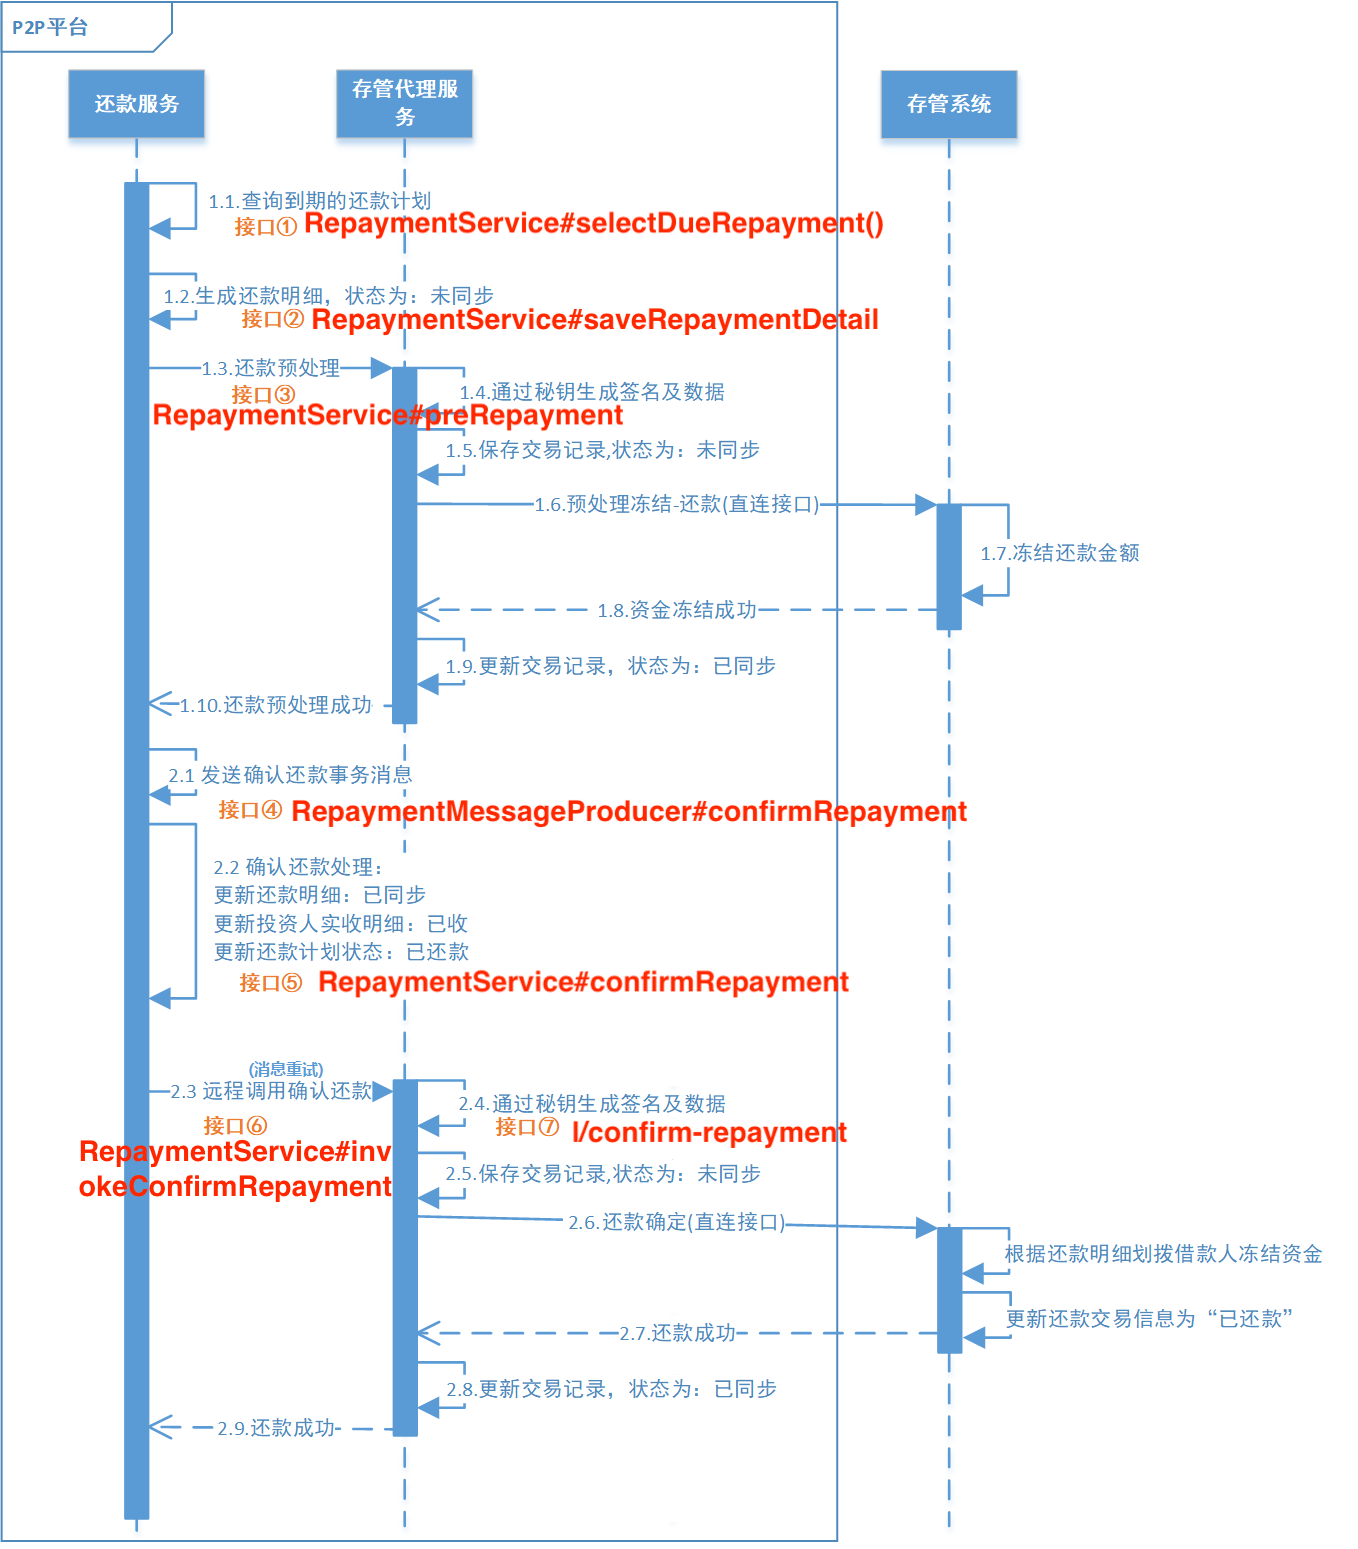 P2P平台
还款服务
存管代理服
务
存管系统
1.1.查询到期的还款计划
接口① RepaymentService#selectDueRepayment()
1.2.生成还款明细，状态为：未同步
接口② RepaymentService#saveRepaymentDetail
1.3.还款预处理
接口③
RepaymentService#preRepayment
1.4.通过秘钥生成签名及数据
1.5.保存交易记录,状态为：未同步
1.6.预处理冻结-还款(直连接口)
1.7.冻结还款金额
1.8.资金冻结成功
1.9.更新交易记录，状态为：已同步
1.10.还款预处理成功
2.1 发送确认还款事务消息
接口④ RepaymentMessageProducer#confirmRepayment
2.2 确认还款处理：
更新还款明细：已同步
更新投资人实收明细：已收
更新还款计划状态：已还款
接口⑤ RepaymentService#confirmRepayment
(消息重试)
2.3 远程调用确认还款
接口⑥
RepaymentService#inv
okeConfirmRepayment
2.4.通过秘钥生成签名及数据
接口⑦ l/confirm-repayment
2.5.保存交易记录,状态为：未同步
2.6.还款确定(直连接口)
根据还款明细划拨借款人冻结资金
更新还款交易信息为“已还款”
2.7.还款成功
2.8.更新交易记录，状态为：已同步
2.9.还款成功